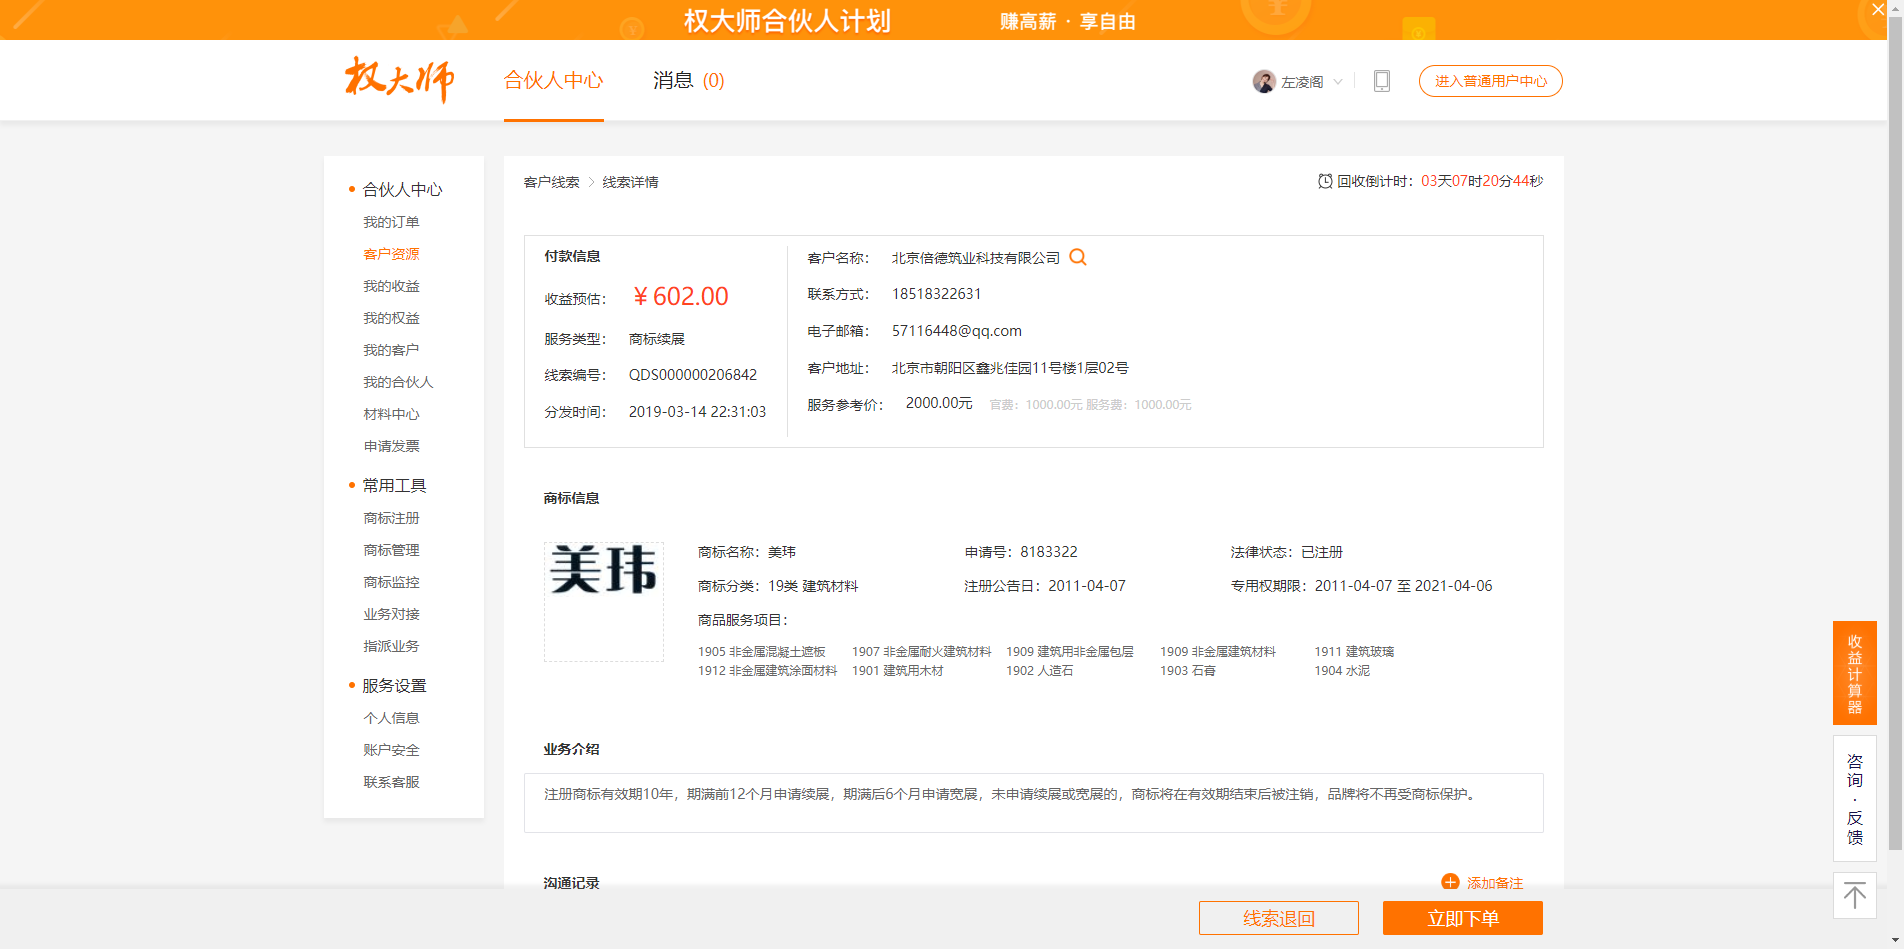 权大师合伙人计划 赚高薪 · 享自由
权大师 合伙人中心 消息 (0) 左凌阁 进入普通用户中心
合伙人中心
我的订单
客户资源
我的收益
我的权益
我的客户
我的合伙人
材料中心
申请发票
常用工具
商标注册
商标管理
商标监控
业务对接
指派业务
服务设置
个人信息
账户安全
联系客服
客户线索 > 线索详情 回收倒计时：03天07时20分44秒
付款信息
收益预估： ¥ 602.00
服务类型： 商标续展
线索编号： QDS000000206842
分发时间： 2019-03-14 22:31:03
客户名称： 北京倍德筑业科技有限公司
联系方式： 18518322631
电子邮箱： 57116448@qq.com
客户地址： 北京市朝阳区鑫兆佳园11号楼1层02号
服务参考价： 2000.00元 官费：1000.00元 服务费：1000.00元
商标信息
美玮
商标名称：美玮 申请号：8183322 法律状态：已注册
商标分类：19类 建筑材料 注册公告日：2011-04-07 专用权期限：2011-04-07 至 2021-04-06
商品服务项目：
1905 非金属混凝土遮板 1907 非金属耐火建筑材料 1909 建筑用非金属包层 1909 非金属建筑材料 1911 建筑玻璃
1912 非金属建筑涂面材料 1901 建筑用木材 1902 人造石 1903 石膏 1904 水泥
业务介绍
注册商标有效期10年，期满前12个月申请续展，期满后6个月申请宽展，未申请续展或宽展的，商标将在有效期结束后被注销，品牌将不再受商标保护。
沟通记录 添加备注
线索退回 立即下单
收益计算器
咨询·反馈